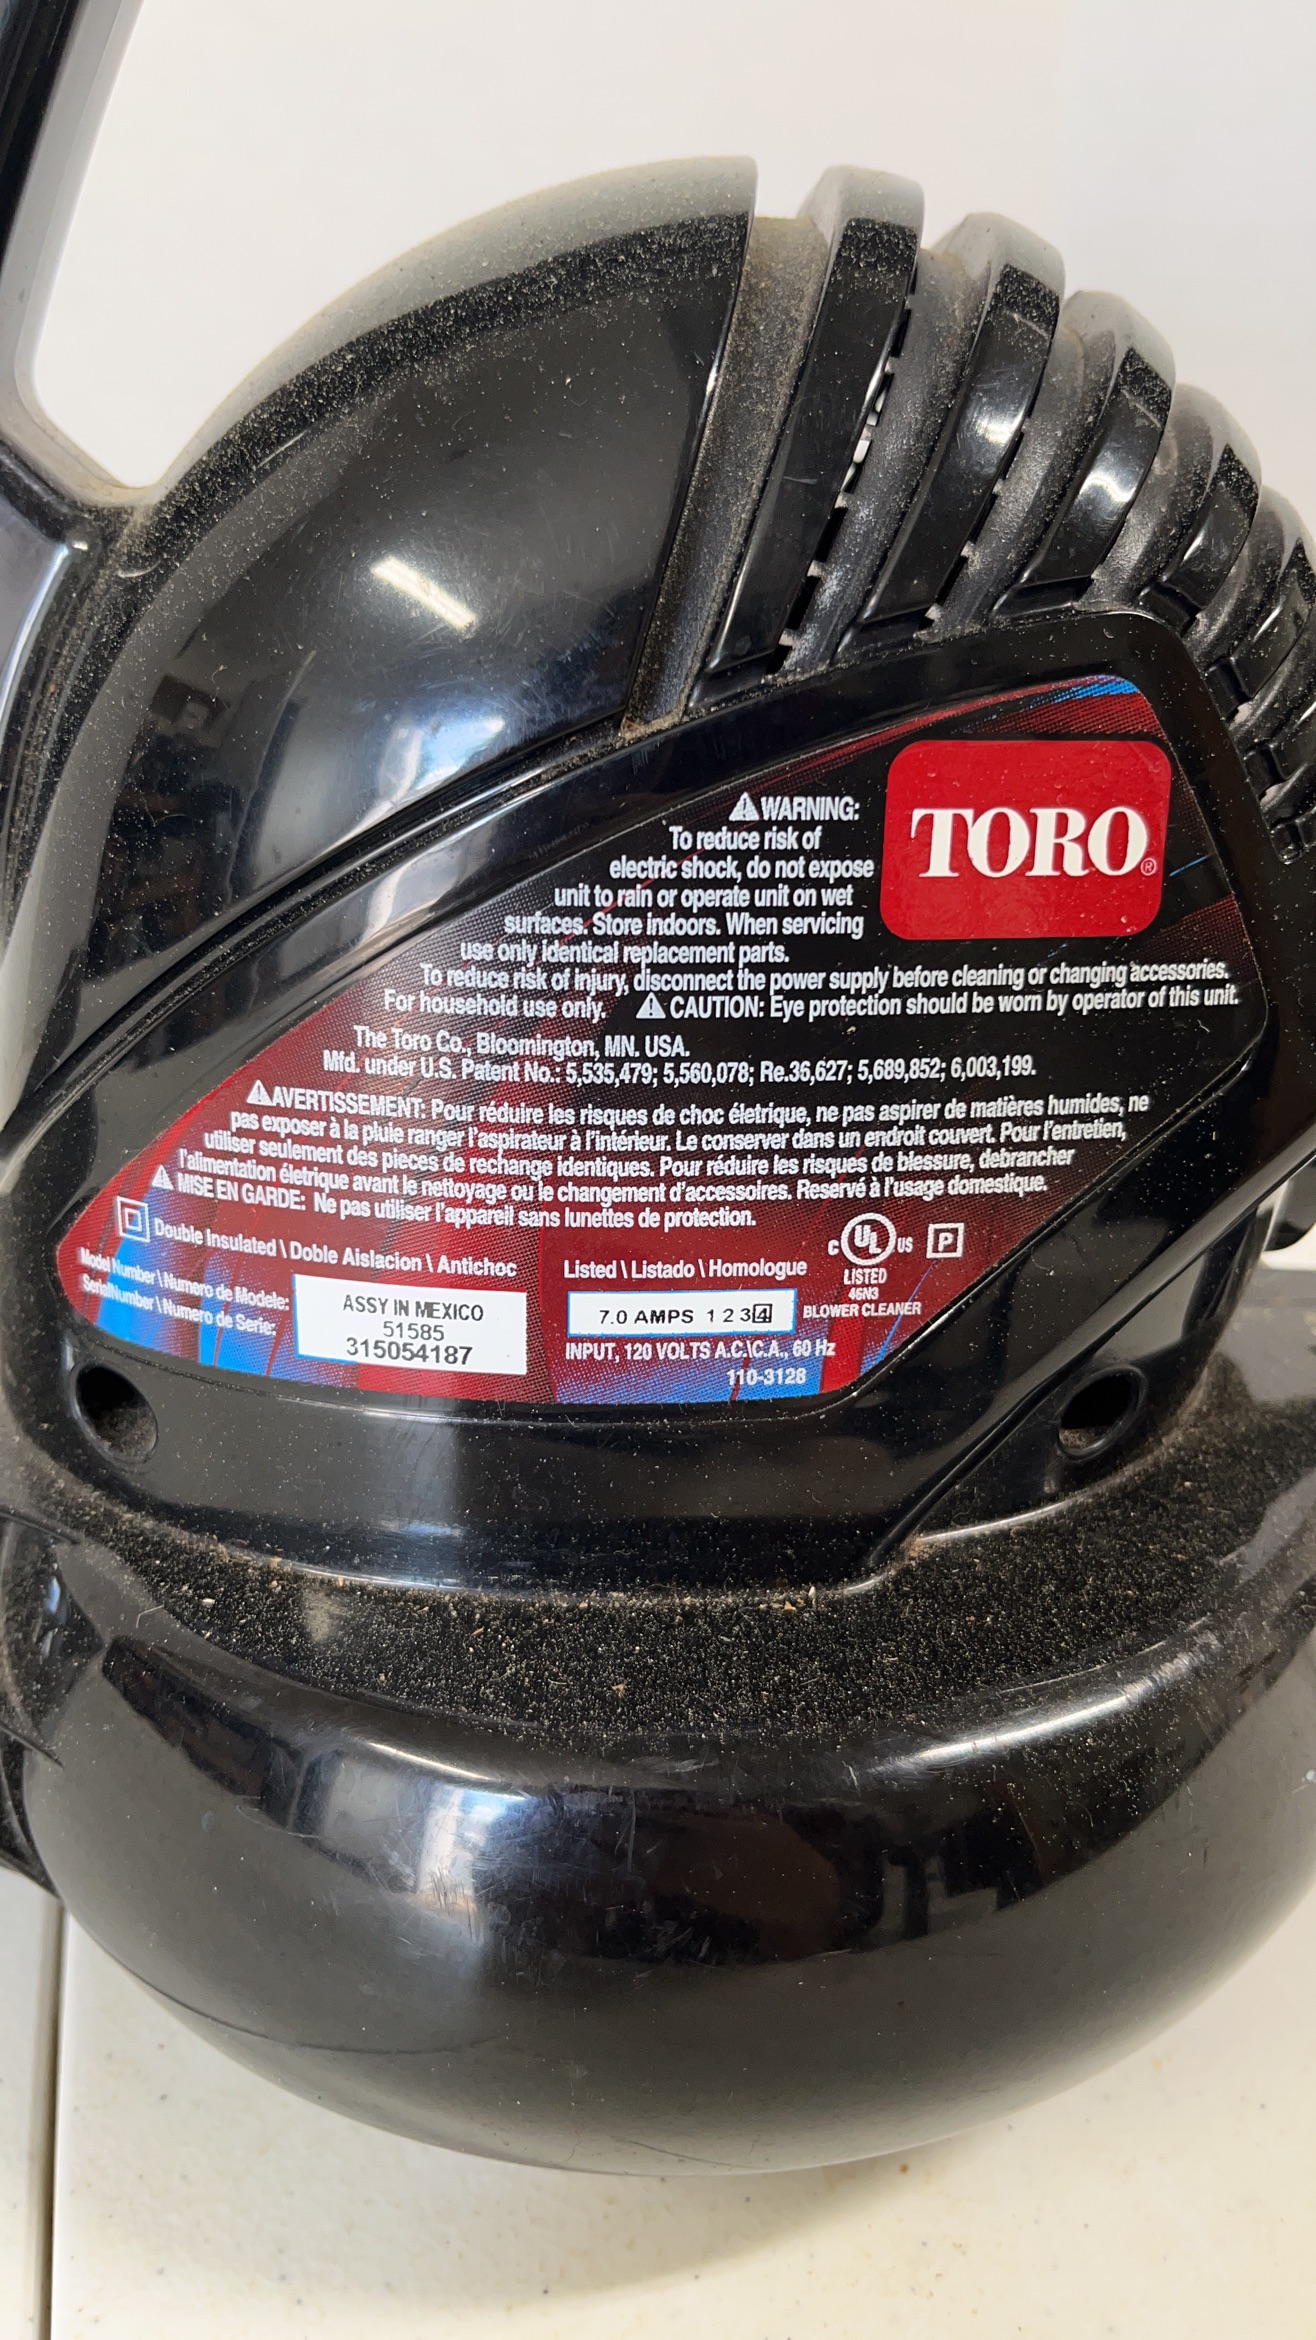 TORO®
⚠WARNING:
To reduce risk of
electric shock, do not expose
unit to rain or operate unit on wet
surfaces. Store indoors. When servicing
use only identical replacement parts.
To reduce risk of injury, disconnect the power supply before cleaning or changing accessories.
For household use only. ⚠ CAUTION: Eye protection should be worn by operator of this unit.
The Toro Co., Bloomington, MN. USA.
Mfd. under U.S. Patent No.: 5,535,479; 5,560,078; Re.36,627; 5,689,852; 6,003,199.
⚠AVERTISSEMENT: Pour réduire les risques de choc életrique, ne pas aspirer de matières humides, ne
pas exposer à la pluie ranger l'aspirateur à l'intérieur. Le conserver dans un endroit couvert. Pour l'entretien,
utiliser seulement des pieces de rechange identiques. Pour réduire les risques de blessure, debrancher
l'alimentation életrique avant le nettoyage ou le changement d'accessoires. Reservé à l'usage domestique.
⚠ MISE EN GARDE: Ne pas utiliser l'appareil sans lunettes de protection.
Double Insulated \ Doble Aislacion \ Antichoc
Model Number \ Numero de Modele:
SerialNumber \ Numero de Serie:
ASSY IN MEXICO
51585
315054187
Listed \ Listado \ Homologue
7.0 AMPS 1 2 3 4
INPUT, 120 VOLTS A.C.\C.A., 60 Hz
110-3128
C UL US P
LISTED
46N3
BLOWER CLEANER